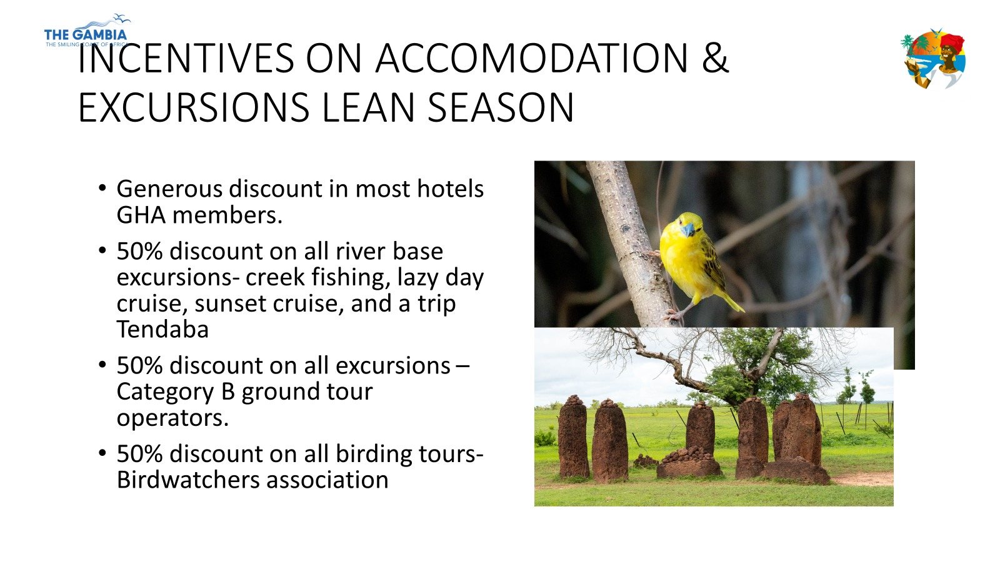 THE GAMBIA
THE SMILING COAST OF AFRICA
INCENTIVES ON ACCOMODATION &
EXCURSIONS LEAN SEASON
• Generous discount in most hotels
GHA members.
• 50% discount on all river base
excursions- creek fishing, lazy day
cruise, sunset cruise, and a trip
Tendaba
• 50% discount on all excursions –
Category B ground tour
operators.
• 50% discount on all birding tours-
Birdwatchers association